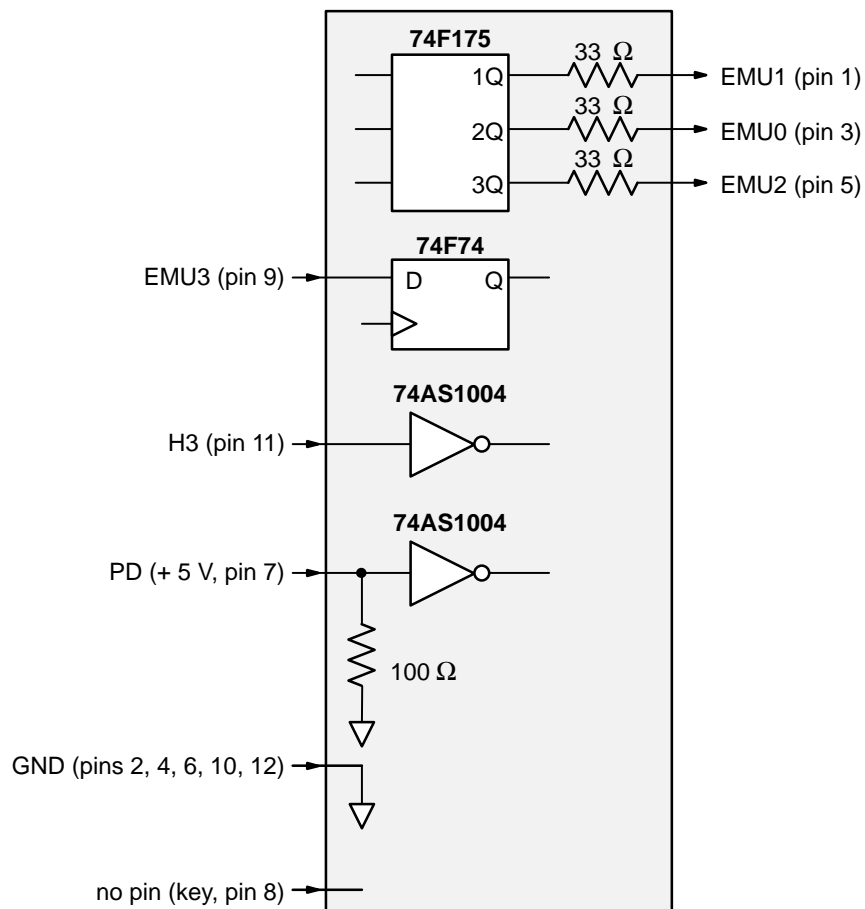 74F175
33 Ω
1Q
EMU1 (pin 1)
33 Ω
2Q
EMU0 (pin 3)
33 Ω
3Q
EMU2 (pin 5)
74F74
EMU3 (pin 9)
D
Q
74AS1004
H3 (pin 11)
74AS1004
PD (+ 5 V, pin 7)
100 Ω
GND (pins 2, 4, 6, 10, 12)
no pin (key, pin 8)